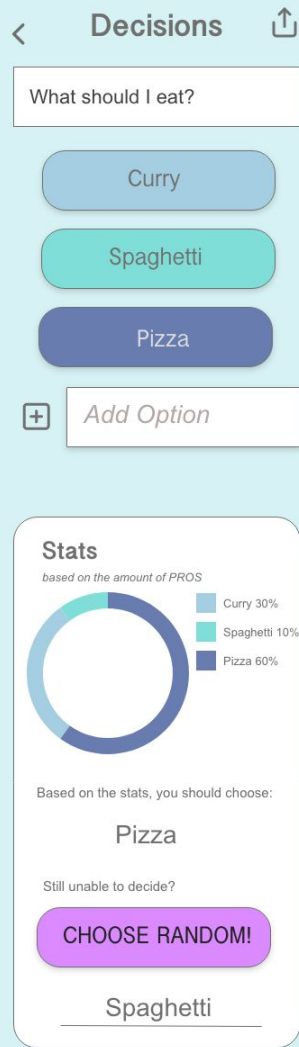 Decisions
What should I eat?
Curry
Spaghetti
Pizza
Add Option
Stats
based on the amount of PROS
Curry 30%
Spaghetti 10%
Pizza 60%
Based on the stats, you should choose:
Pizza
Still unable to decide?
CHOOSE RANDOM!
Spaghetti